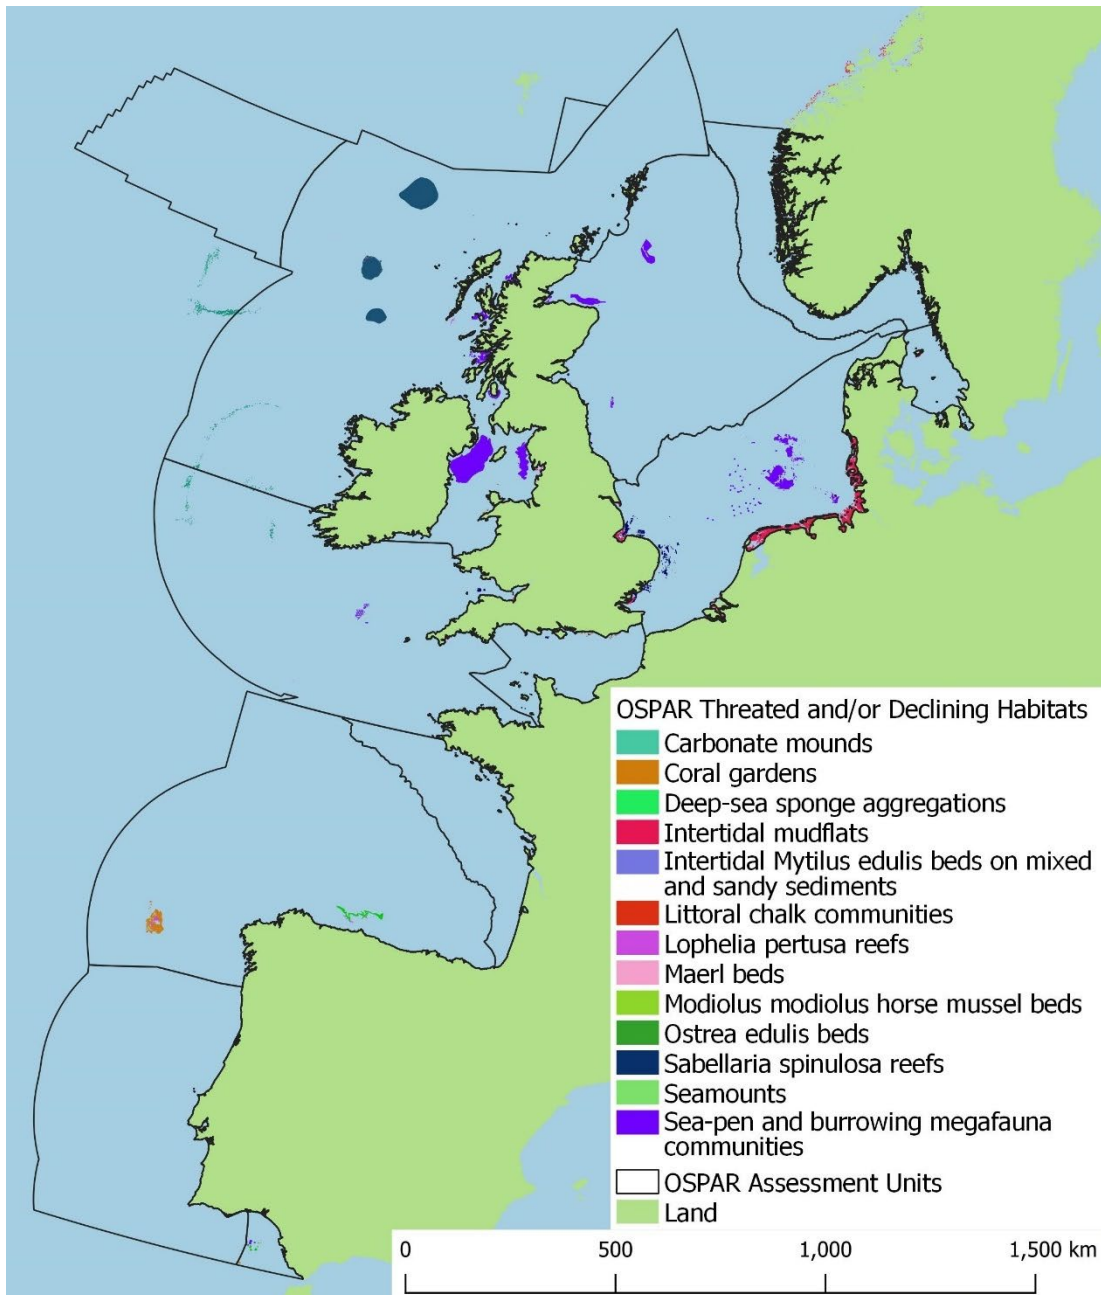 OSPAR Threated and/or Declining Habitats
Carbonate mounds
Coral gardens
Deep-sea sponge aggregations
Intertidal mudflats
Intertidal Mytilus edulis beds on mixed
and sandy sediments
Littoral chalk communities
Lophelia pertusa reefs
Maerl beds
Modiolus modiolus horse mussel beds
Ostrea edulis beds
Sabellaria spinulosa reefs
Seamounts
Sea-pen and burrowing megafauna
communities
OSPAR Assessment Units
Land
0 500 1,000 1,500 km